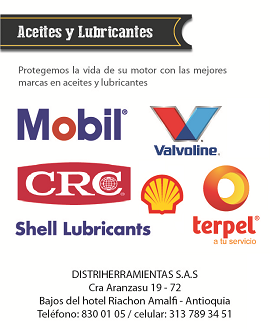 Aceites y Lubricantes
Protegemos la vida de su motor con las mejores
marcas en aceites y lubricantes
Mobil®
Valvoline.
CRC®
Shell Lubricants
terpel®
a tu servicio
DISTRIHERRAMIENTAS S.A.S
Cra Aranzasu 19 - 72
Bajos del hotel Riachon Amalfi - Antioquia
Teléfono: 830 01 05 / celular: 313 789 34 51